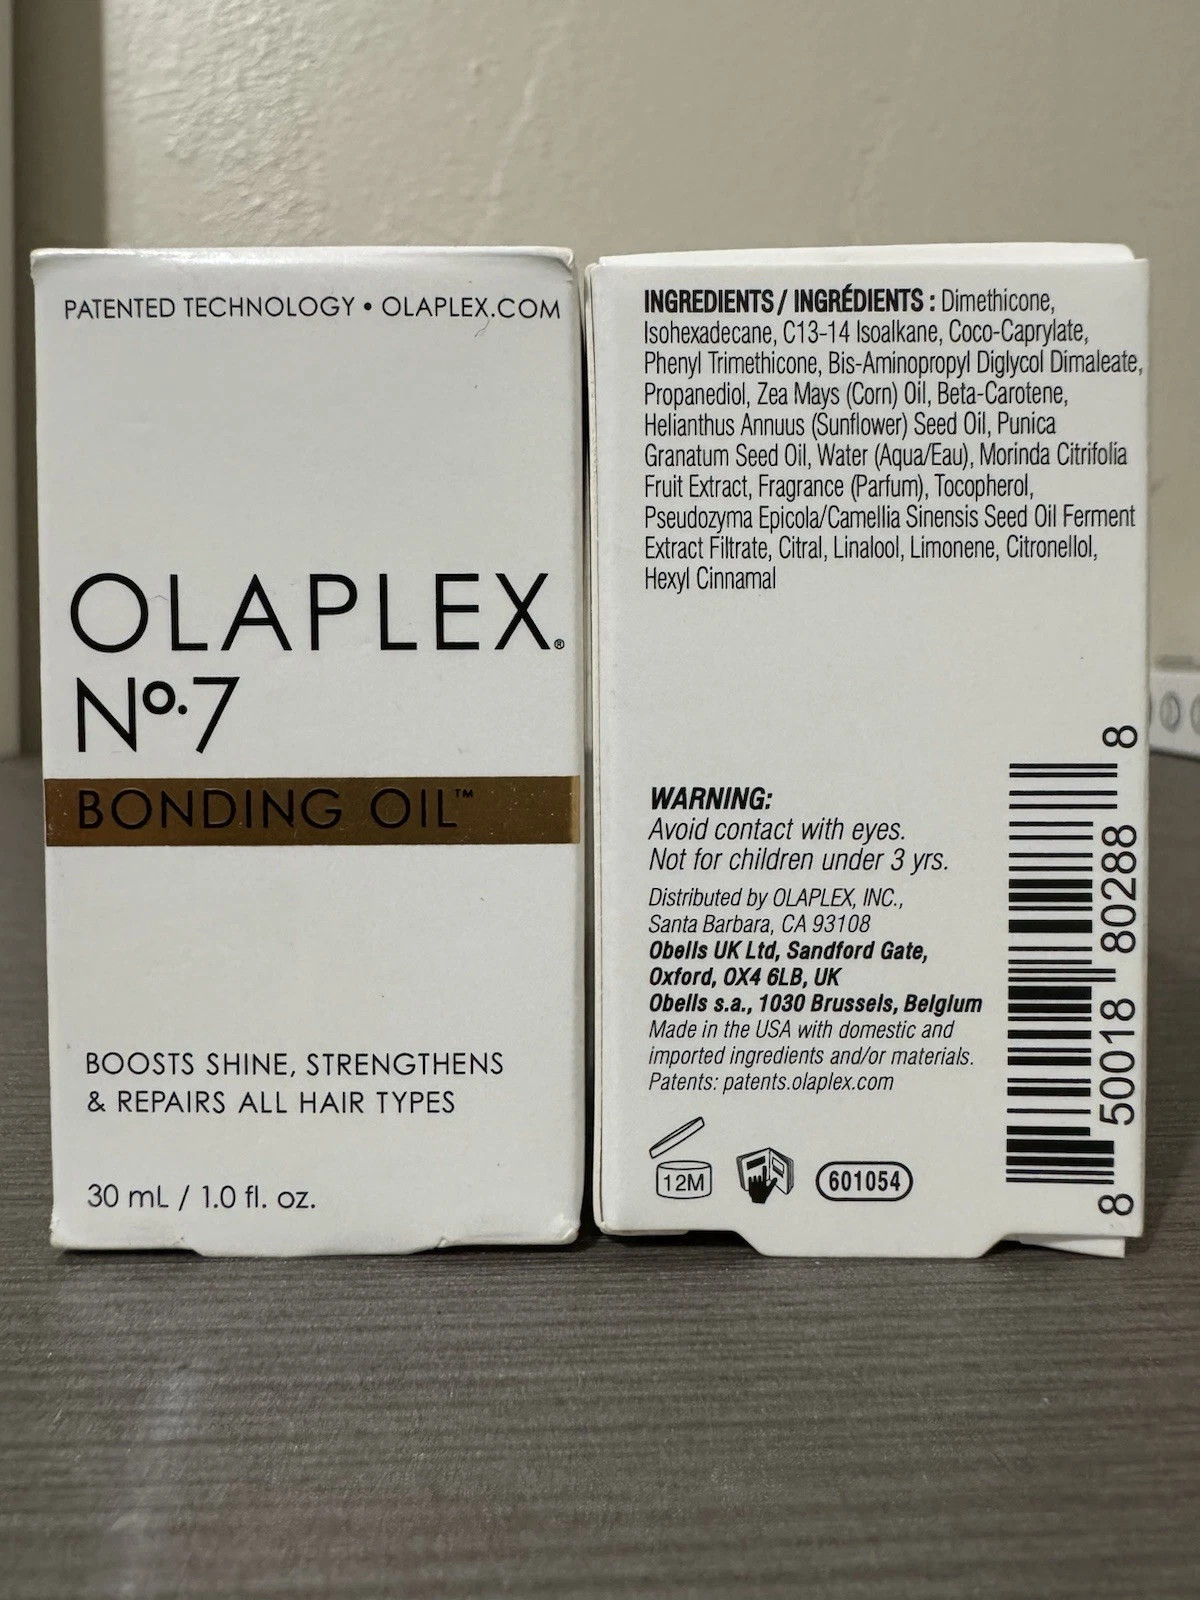 PATENTED TECHNOLOGY • OLAPLEX.COM
OLAPLEX®
Nº.7
BONDING OIL™
BOOSTS SHINE, STRENGTHENS
& REPAIRS ALL HAIR TYPES
30 mL / 1.0 fl. oz.
INGREDIENTS / INGRÉDIENTS : Dimethicone,
Isohexadecane, C13-14 Isoalkane, Coco-Caprylate,
Phenyl Trimethicone, Bis-Aminopropyl Diglycol Dimaleate,
Propanediol, Zea Mays (Corn) Oil, Beta-Carotene,
Helianthus Annuus (Sunflower) Seed Oil, Punica
Granatum Seed Oil, Water (Aqua/Eau), Morinda Citrifolia
Fruit Extract, Fragrance (Parfum), Tocopherol,
Pseudozyma Epicola/Camellia Sinensis Seed Oil Ferment
Extract Filtrate, Citral, Linalool, Limonene, Citronellol,
Hexyl Cinnamal
WARNING:
Avoid contact with eyes.
Not for children under 3 yrs.
Distributed by OLAPLEX, INC.,
Santa Barbara, CA 93108
Obells UK Ltd, Sandford Gate,
Oxford, OX4 6LB, UK
Obells s.a., 1030 Brussels, Belgium
Made in the USA with domestic and
imported ingredients and/or materials.
Patents: patents.olaplex.com
12M
601054
8 50018 80288 8